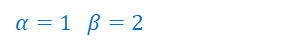 α = 1 β = 2